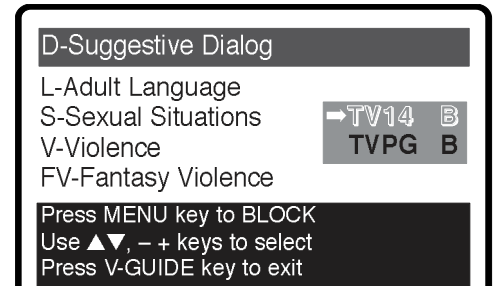 D-Suggestive Dialog
L-Adult Language
S-Sexual Situations
➡TV14 B
V-Violence
TVPG B
FV-Fantasy Violence
Press MENU key to BLOCK
Use ▲▼, – + keys to select
Press V-GUIDE key to exit